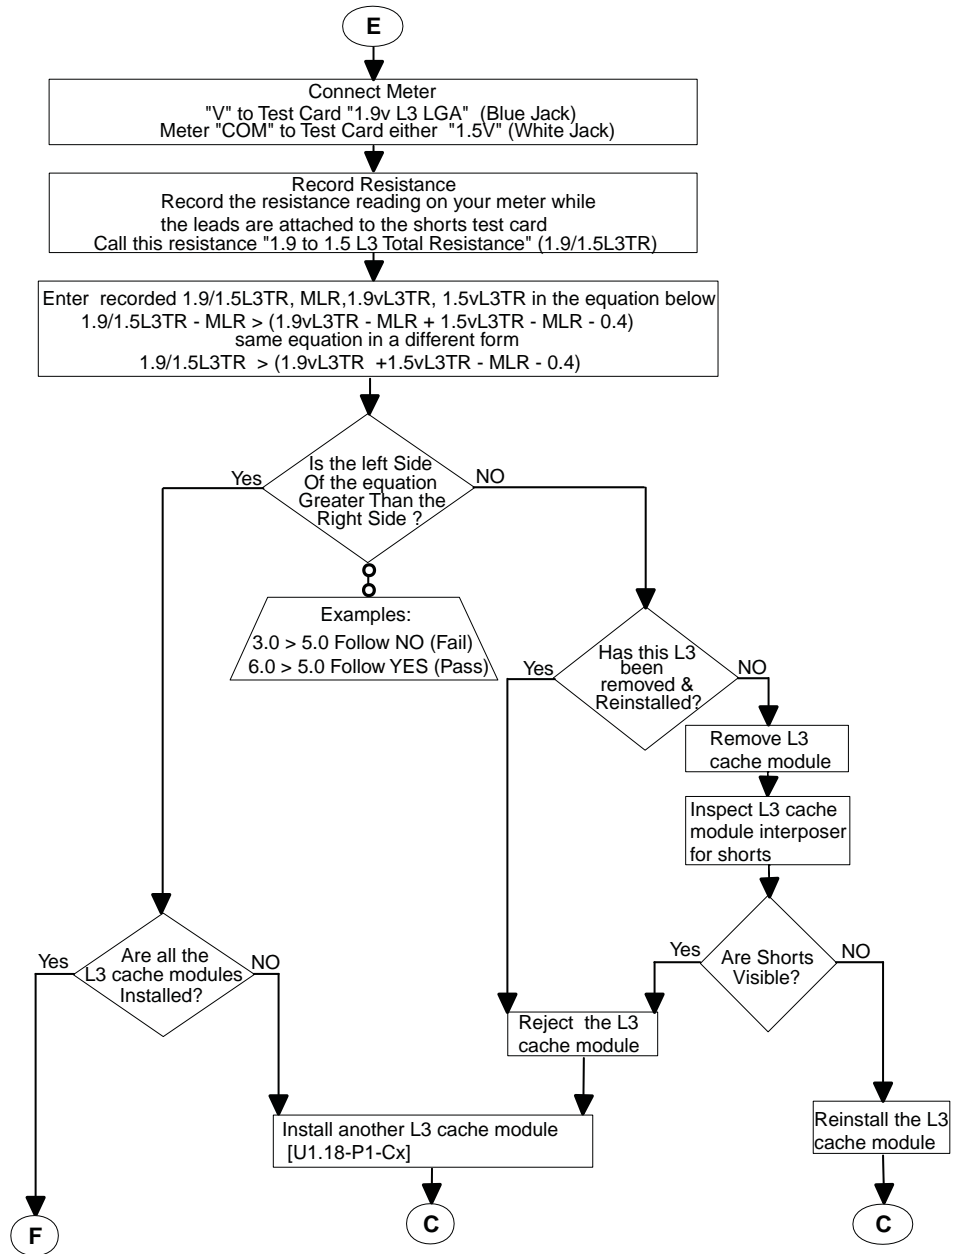 E
Connect Meter
"V" to Test Card "1.9v L3 LGA" (Blue Jack)
Meter "COM" to Test Card either "1.5V" (White Jack)
Record Resistance
Record the resistance reading on your meter while
the leads are attached to the shorts test card
Call this resistance "1.9 to 1.5 L3 Total Resistance" (1.9/1.5L3TR)
Enter recorded 1.9/1.5L3TR, MLR,1.9vL3TR, 1.5vL3TR in the equation below
1.9/1.5L3TR - MLR > (1.9vL3TR - MLR + 1.5vL3TR - MLR - 0.4)
same equation in a different form
1.9/1.5L3TR > (1.9vL3TR +1.5vL3TR - MLR - 0.4)
Is the left Side
Of the equation
Greater Than the
Right Side ?
Yes
NO
Examples:
3.0 > 5.0 Follow NO (Fail)
6.0 > 5.0 Follow YES (Pass)
Has this L3
been
removed &
Reinstalled?
Yes
NO
Remove L3
cache module
Inspect L3 cache
module interposer
for shorts
Are all the
L3 cache modules
Installed?
Yes
NO
Are Shorts
Visible?
Yes
NO
Reject the L3
cache module
Install another L3 cache module
[U1.18-P1-Cx]
Reinstall the L3
cache module
F
C
C